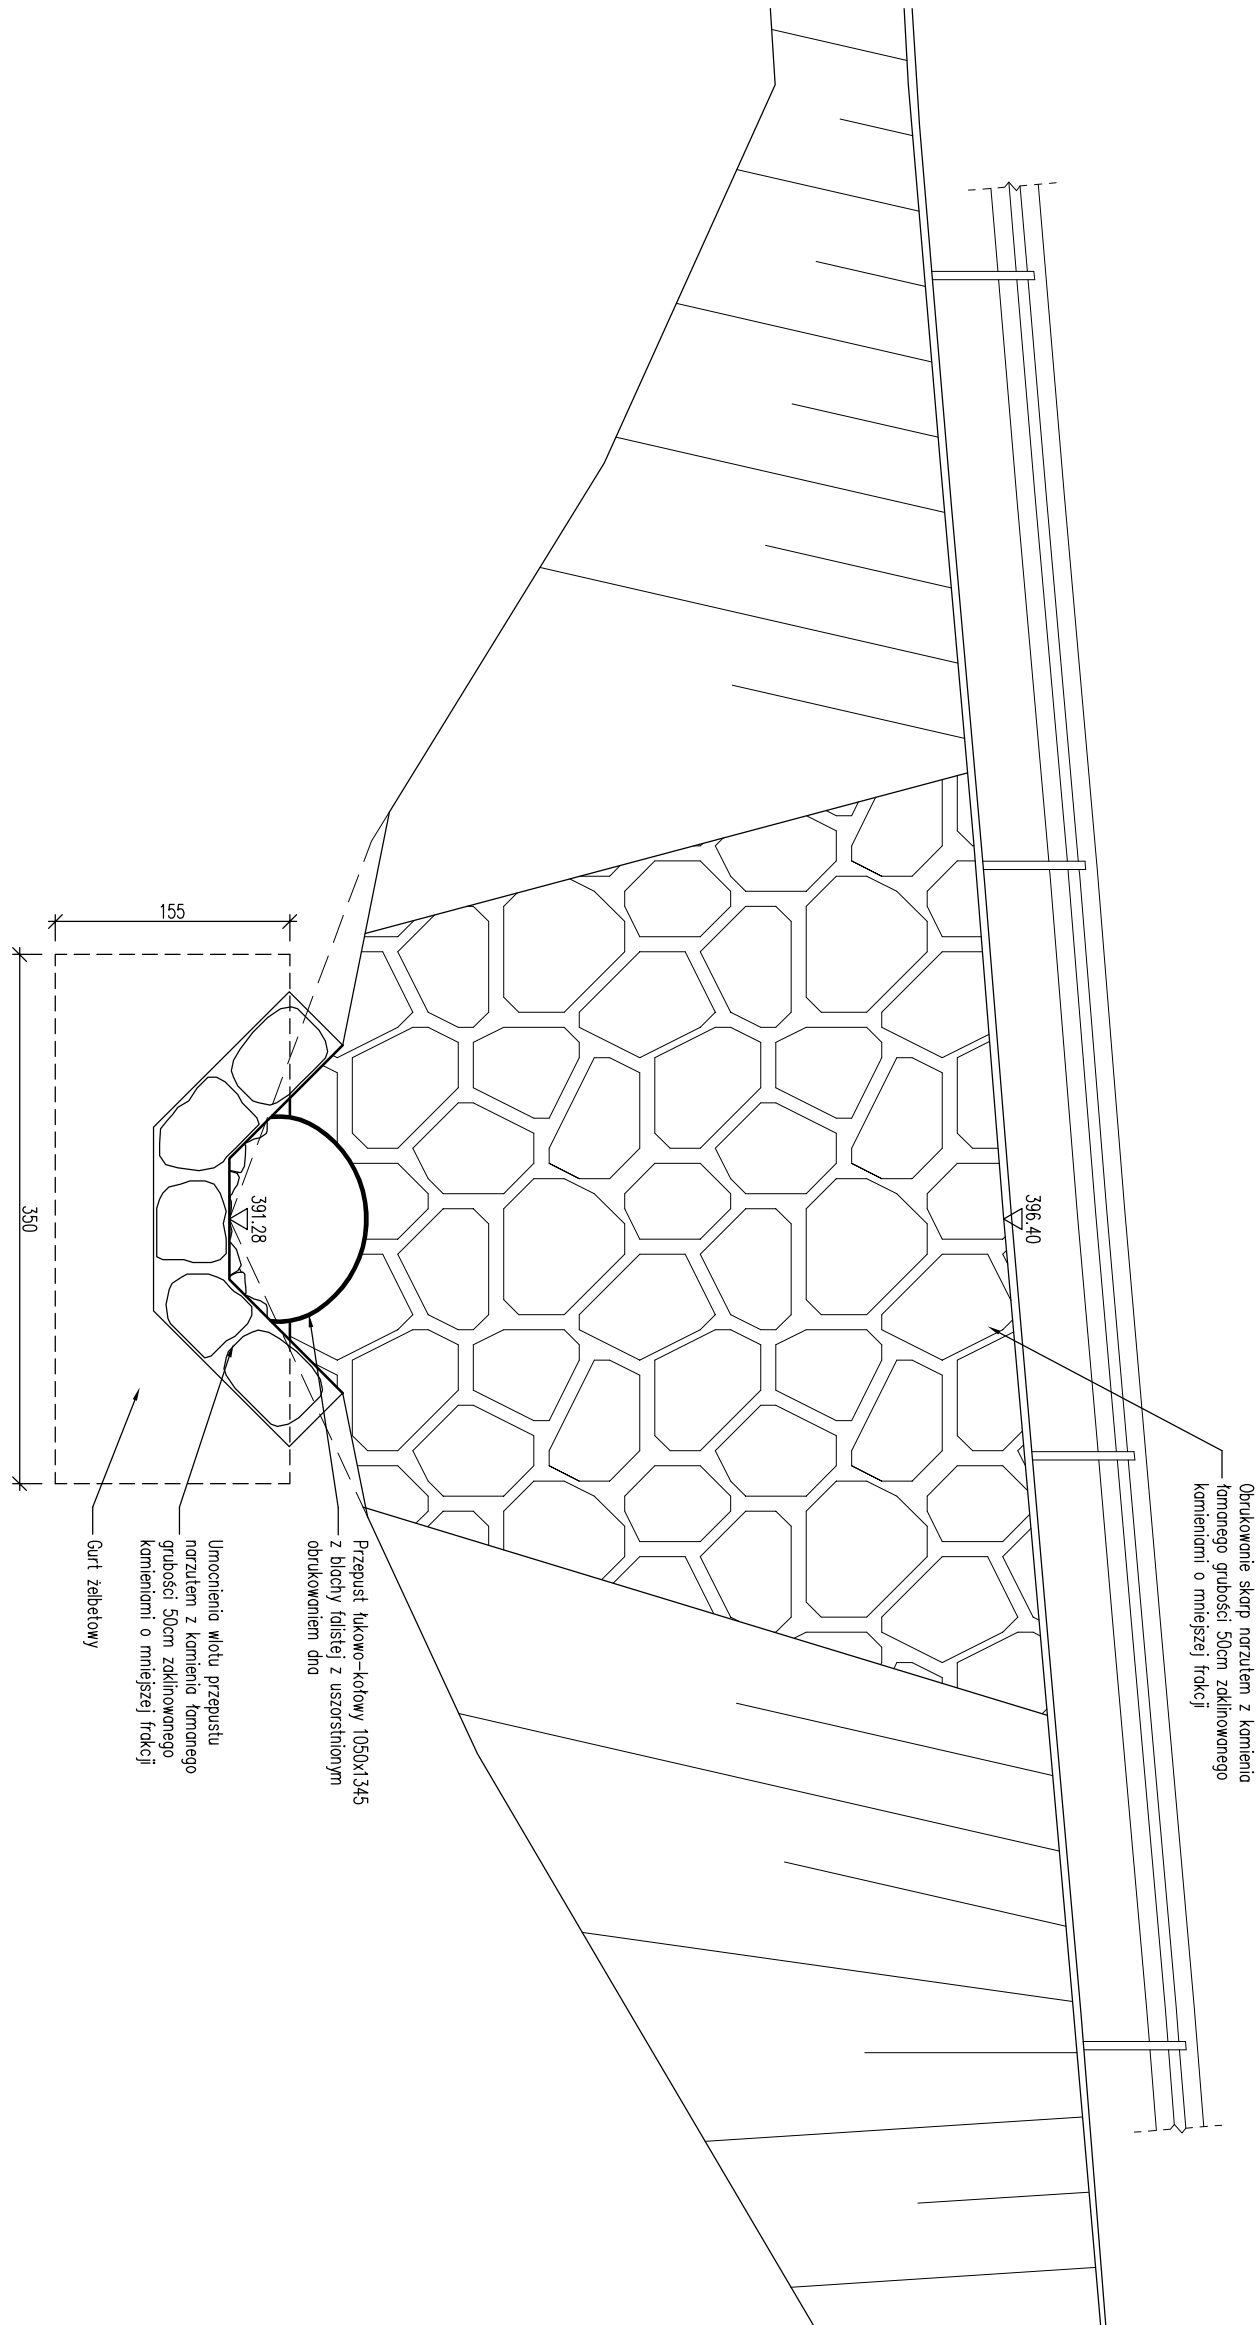 Obrukowanie skarp narzutem z kamienia
łamanego grubości 50cm zaklinowanego
kamieniami o mniejszej frakcji
396.40
391.28
Przepust łukowo-kołowy 1050x1345
z blachy falistej z uszorstnionym
obrukowaniem dna
Umocnienia wlotu przepustu
narzutem z kamienia łamanego
grubości 50cm zaklinowanego
kamieniami o mniejszej frakcji
Gurt żelbetowy
155
350